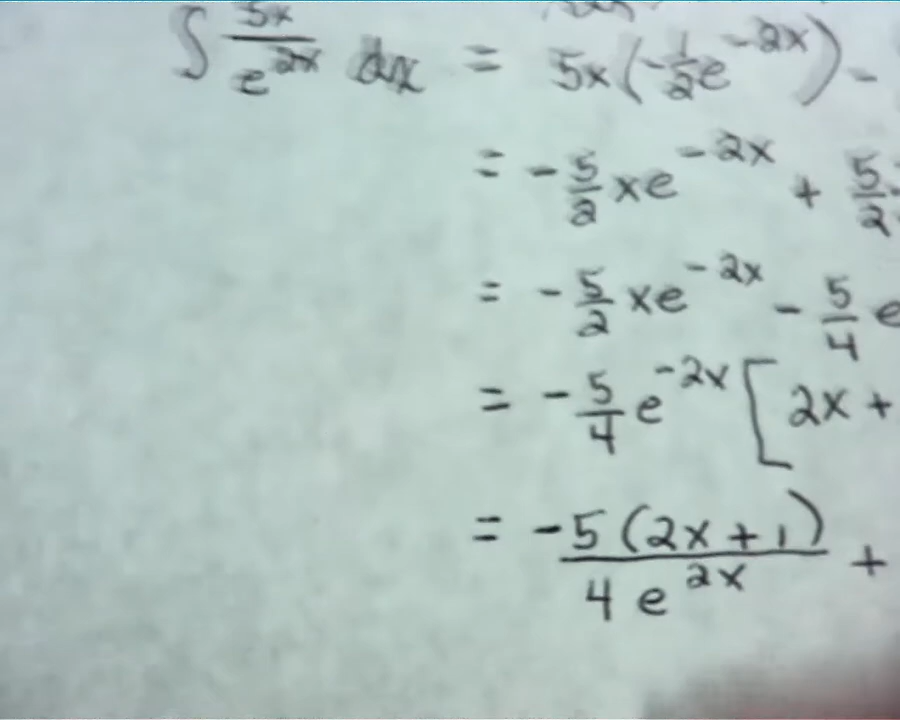 ∫ 5x/e^{2x} dx = 5x(-1/2 e^{-2x}) -
= -5/2 xe^{-2x} + 5/2
= -5/2 xe^{-2x} - 5/4 e
= -5/4 e^{-2x} [2x +
= -5(2x+1)/4e^{2x} +